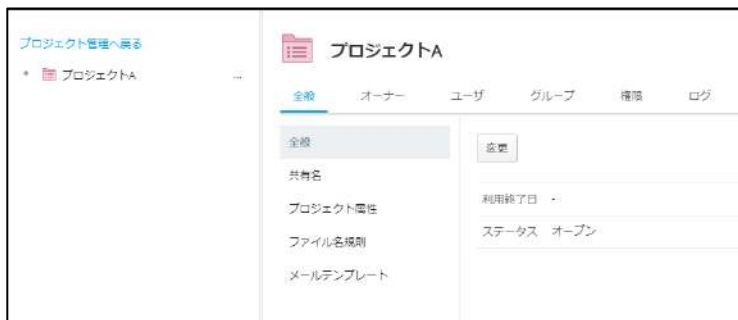 プロジェクト管理へ戻る
プロジェクトA
...
プロジェクトA
全般 オーナー ユーザ グループ 権限 ログ
全般
共有名
プロジェクト属性
ファイル名規則
メールテンプレート
変更
利用終了日 -
ステータス オープン